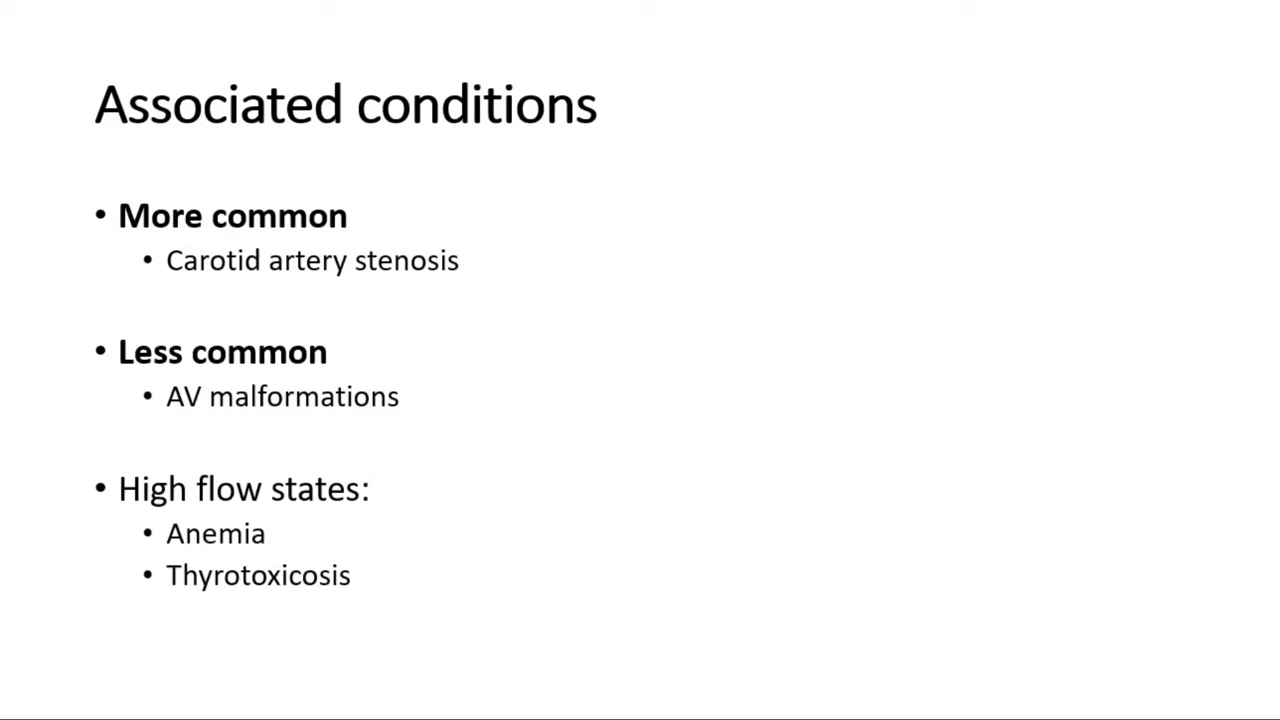 Associated conditions
• More common
• Carotid artery stenosis
• Less common
• AV malformations
• High flow states:
• Anemia
• Thyrotoxicosis